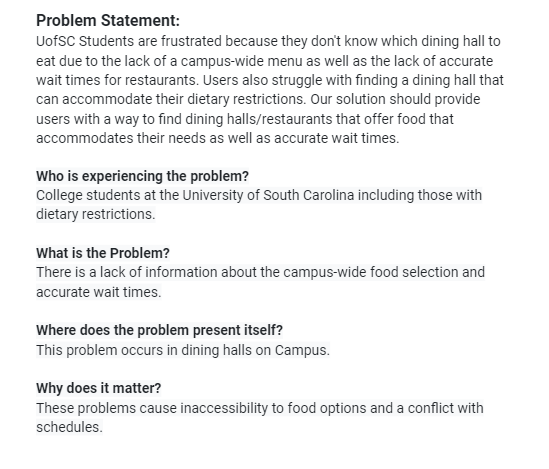 Problem Statement:
UofSC Students are frustrated because they don't know which dining hall to
eat due to the lack of a campus-wide menu as well as the lack of accurate
wait times for restaurants. Users also struggle with finding a dining hall that
can accommodate their dietary restrictions. Our solution should provide
users with a way to find dining halls/restaurants that offer food that
accommodates their needs as well as accurate wait times.
Who is experiencing the problem?
College students at the University of South Carolina including those with
dietary restrictions.
What is the Problem?
There is a lack of information about the campus-wide food selection and
accurate wait times.
Where does the problem present itself?
This problem occurs in dining halls on Campus.
Why does it matter?
These problems cause inaccessibility to food options and a conflict with
schedules.